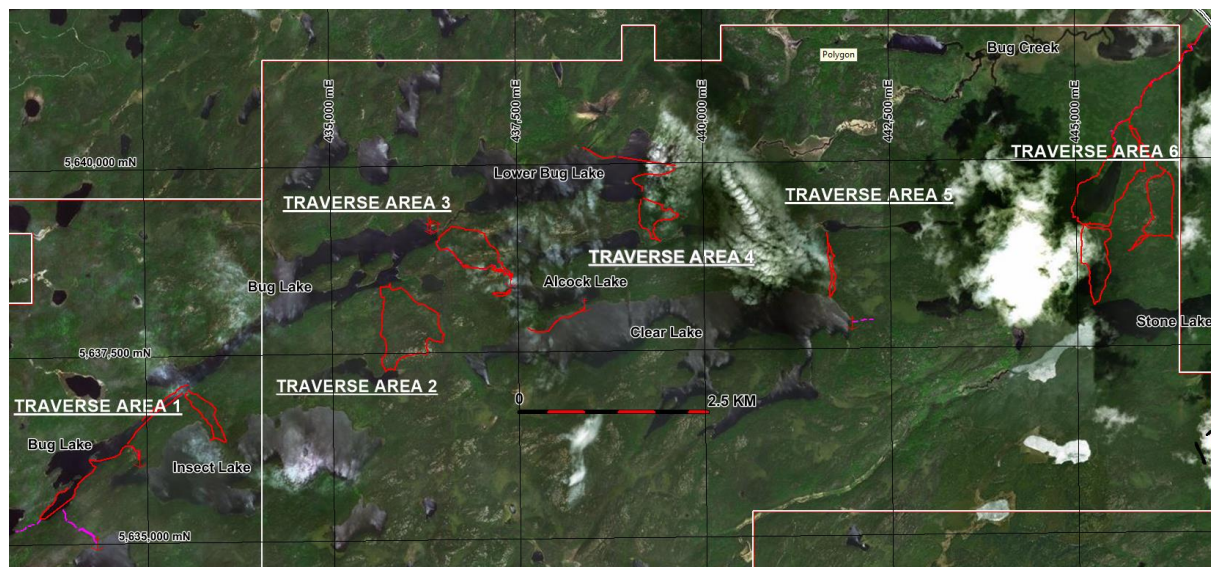 Polygon
Bug Creek
435,000 mE
437,500 mE
440,000 mE
442,500 mE
445,000 mE
5,640,000 mN
TRAVERSE AREA 6
Lower Bug Lake
TRAVERSE AREA 3
TRAVERSE AREA 5
TRAVERSE AREA 4
Bug Lake
Alcock Lake
Clear Lake
Stone Lake
5,637,500 mN
TRAVERSE AREA 2
0
2.5 KM
TRAVERSE AREA 1
Bug Lake
Insect Lake
5,635,000 mN